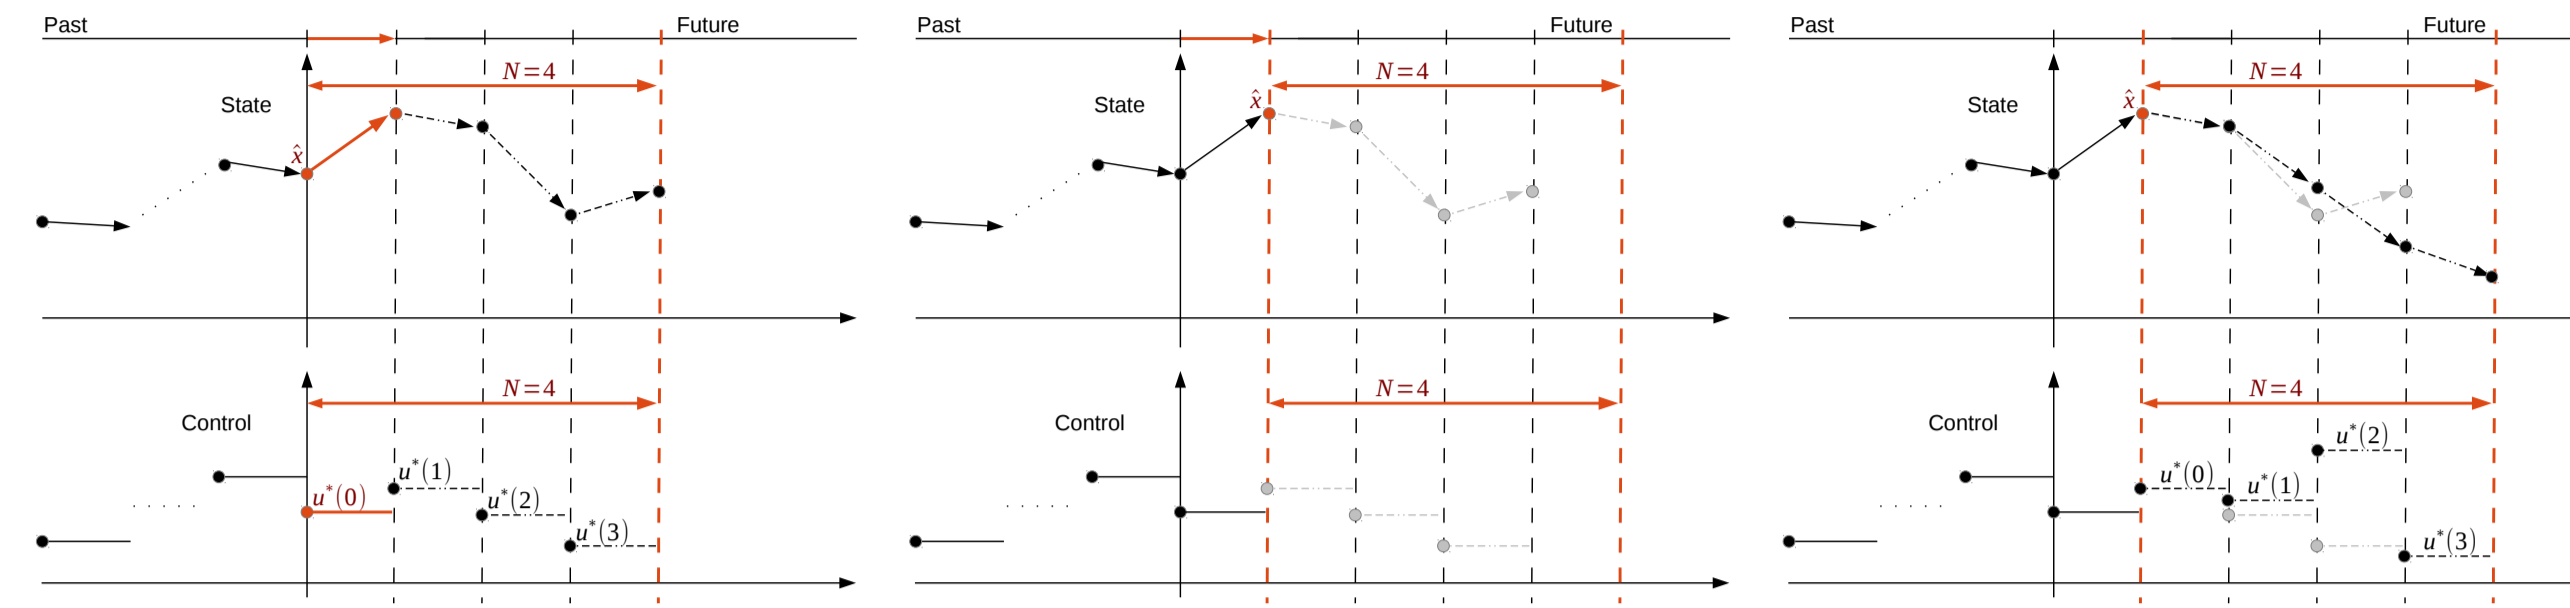 Past Future
N=4
State
x̂
N=4
Control
u*(1)
u*(0)
u*(2)
u*(3)
Past Future
N=4
x̂
State
N=4
Control
Past Future
N=4
x̂
State
N=4
Control
u*(2)
u*(0)
u*(1)
u*(3)